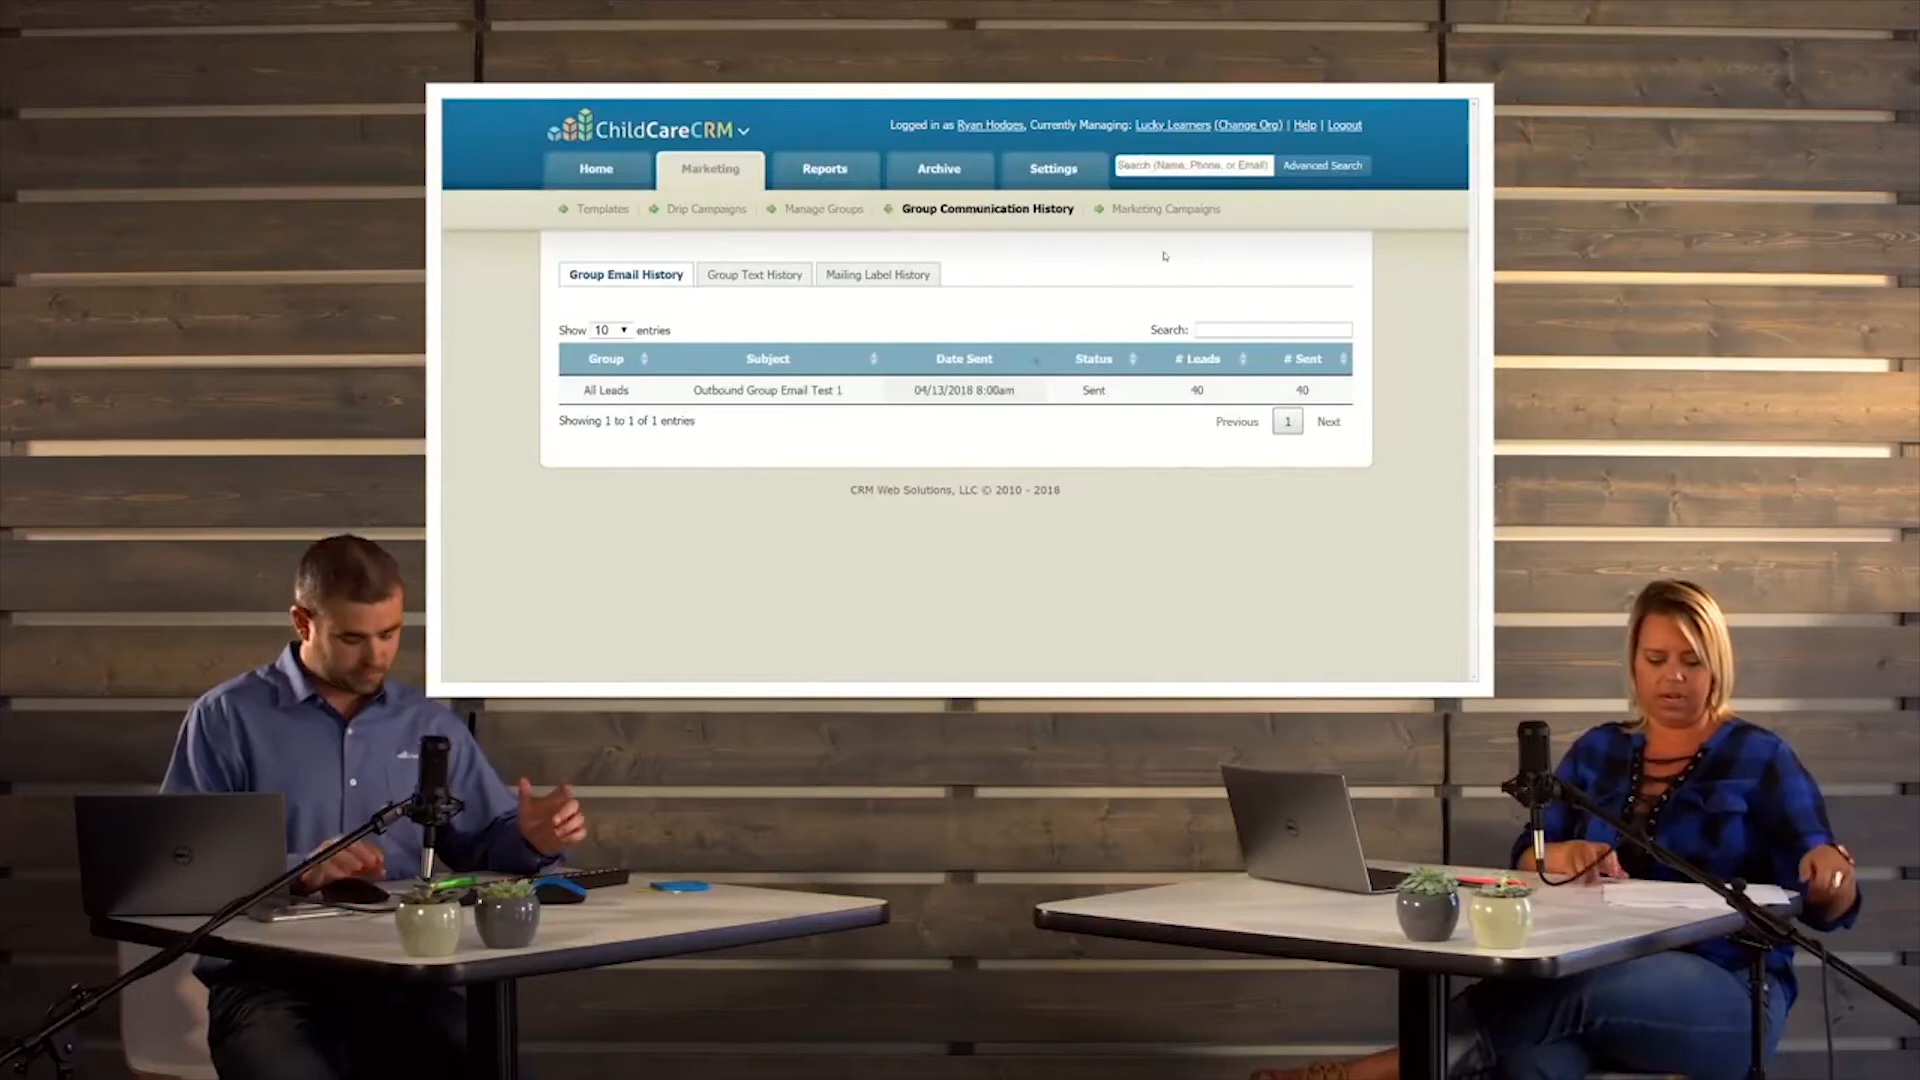 ChildCareCRM
Logged in as Ryan Hodges, Currently Managing: Lucky Learners (Change Org) | Help | Logout
Home Marketing Reports Archive Settings Search (Name, Phone, or Email) Advanced Search
Templates Drip Campaigns Manage Groups Group Communication History Marketing Campaigns
Group Email History Group Text History Mailing Label History
Show 10 entries Search:
Group Subject Date Sent Status # Leads # Sent
All Leads Outbound Group Email Test 1 04/13/2018 8:00am Sent 40 40
Showing 1 to 1 of 1 entries Previous 1 Next
CRM Web Solutions, LLC © 2010 - 2018
DELL